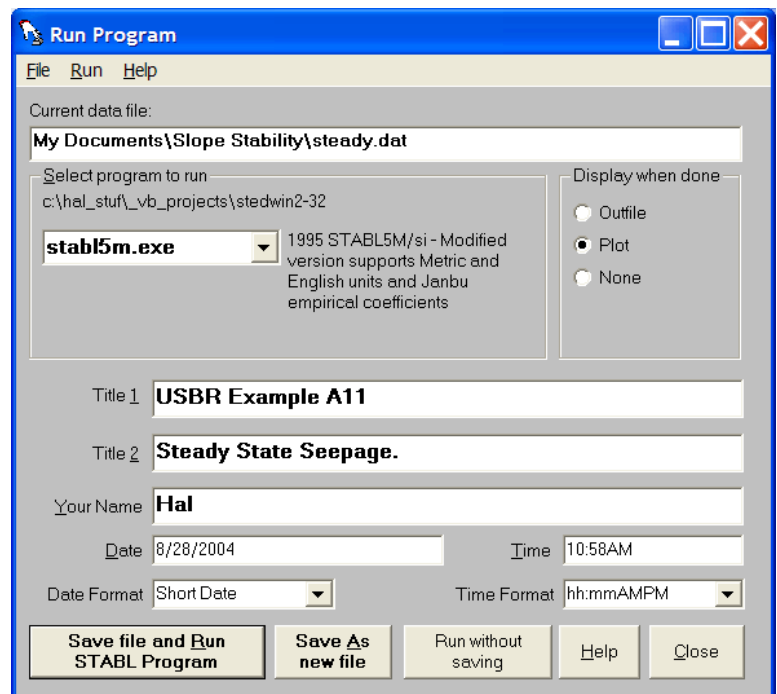 Run Program
File Run Help
Current data file:
My Documents\Slope Stability\steady.dat
Select program to run
c:\hal_stuf\_vb_projects\stedwin2-32
stabl5m.exe
1995 STABL5M/si - Modified
version supports Metric and
English units and Janbu
empirical coefficients
Display when done
Outfile
Plot
None
Title 1 USBR Example A11
Title 2 Steady State Seepage.
Your Name Hal
Date 8/28/2004 Time 10:58AM
Date Format Short Date Time Format hh:mmAMPM
Save file and Run
STABL Program
Save As
new file
Run without
saving
Help
Close